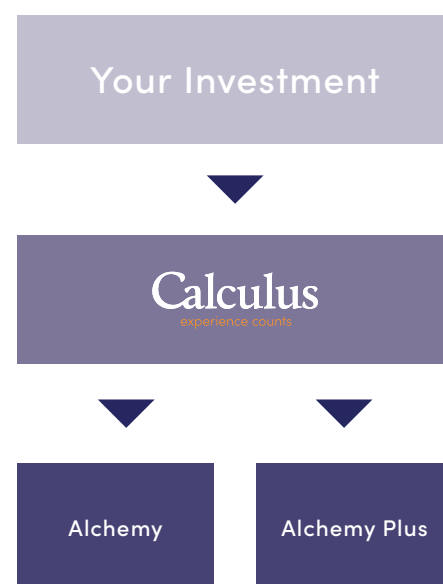 Your Investment
Calculus
experience counts
Alchemy
Alchemy Plus